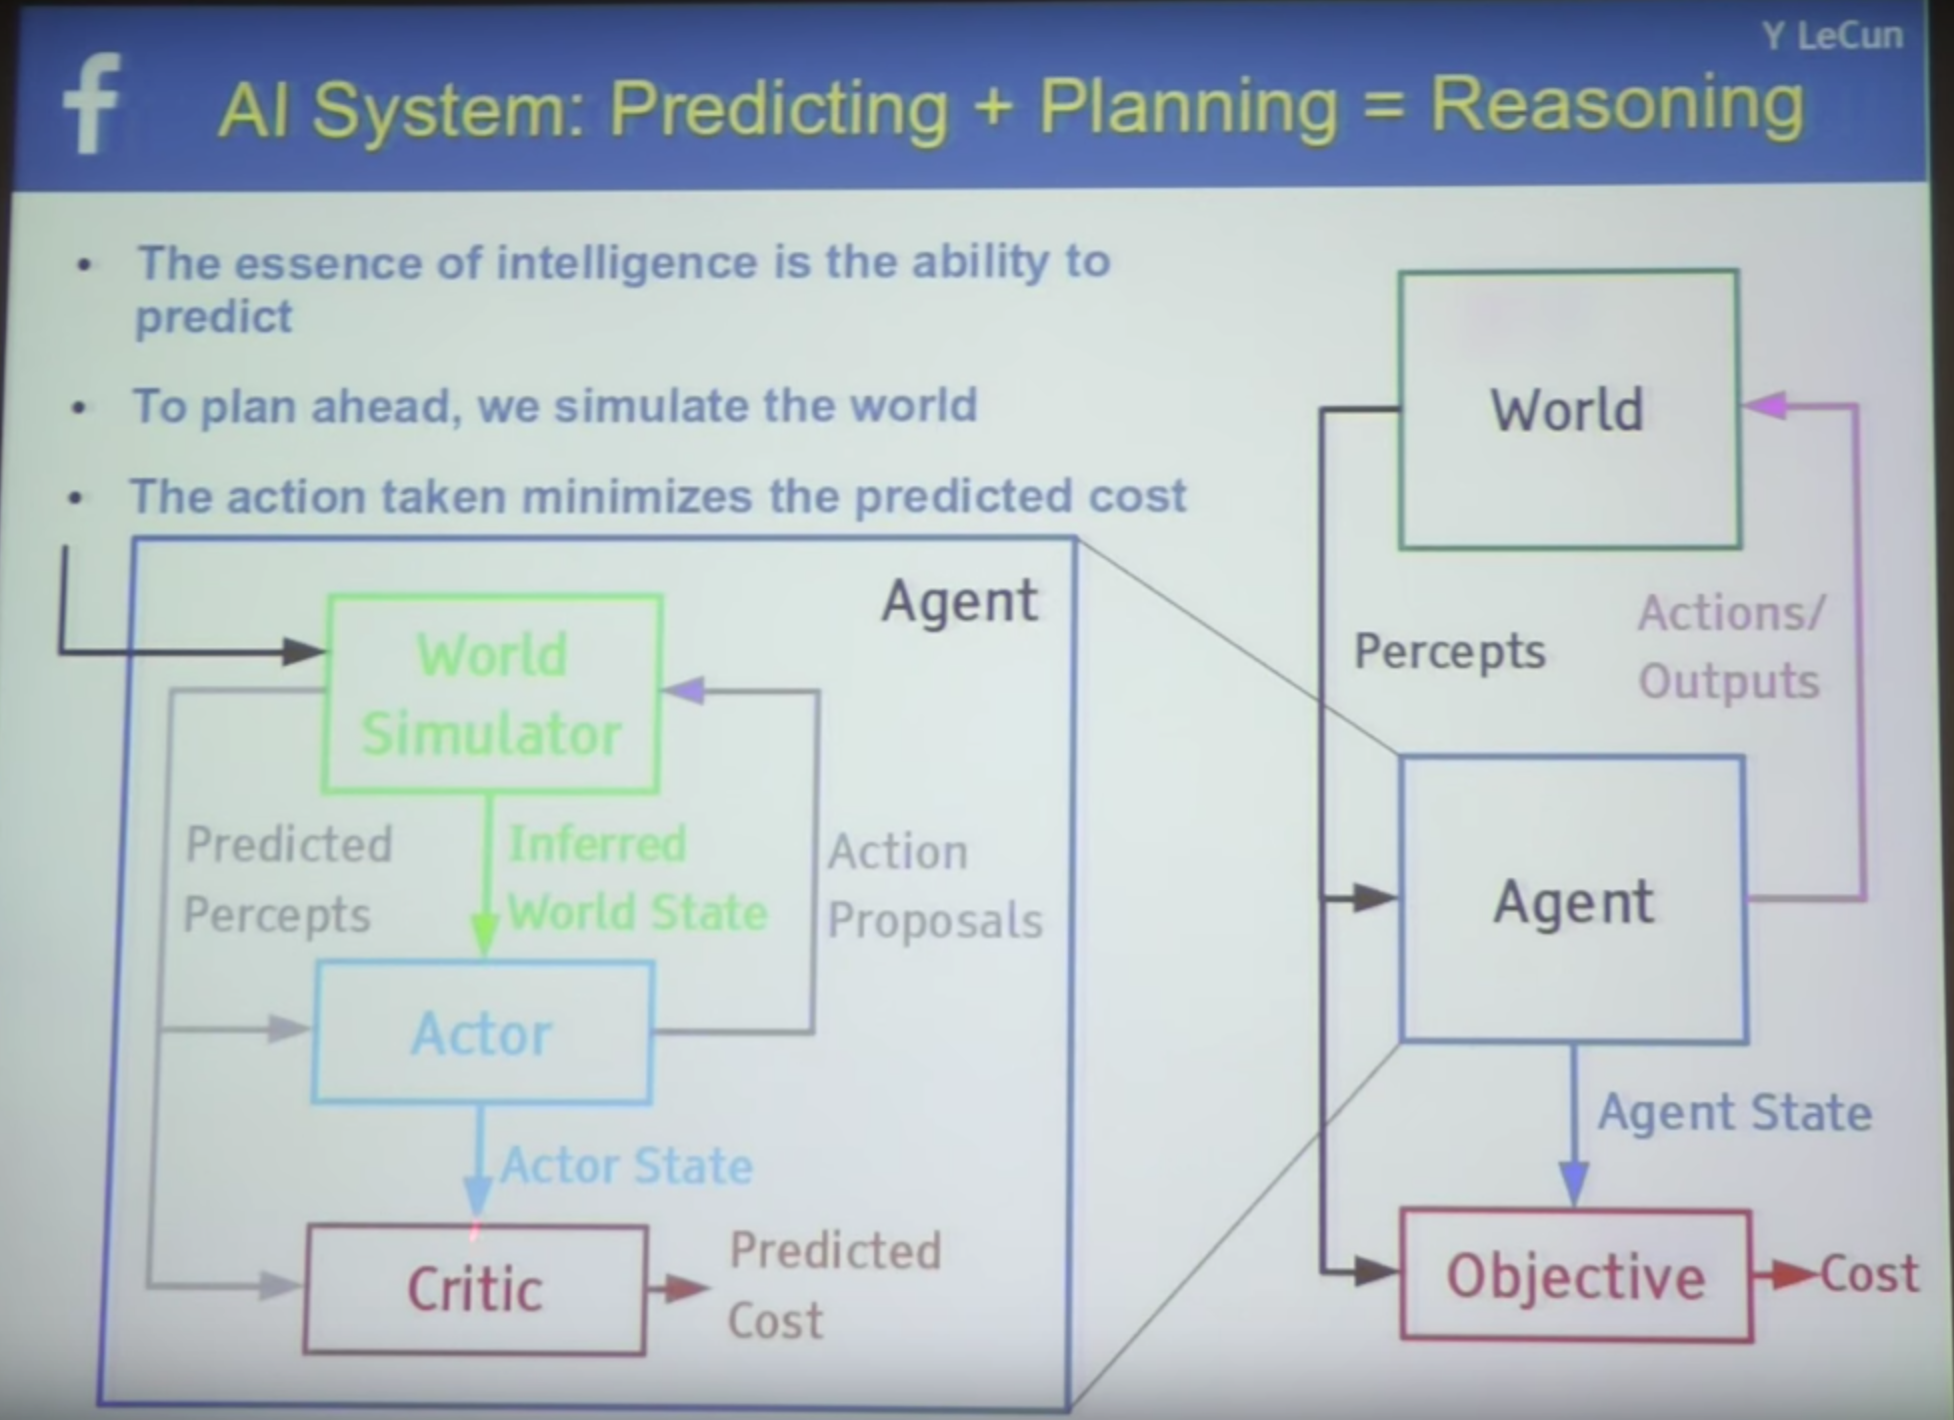 Y LeCun
f
AI System: Predicting + Planning = Reasoning
• The essence of intelligence is the ability to
predict
• To plan ahead, we simulate the world
• The action taken minimizes the predicted cost
Agent
World
Simulator
Predicted
Percepts
Inferred
World State
Action
Proposals
Actor
Actor State
Critic
Predicted
Cost
World
Percepts
Actions/
Outputs
Agent
Agent State
Objective
Cost